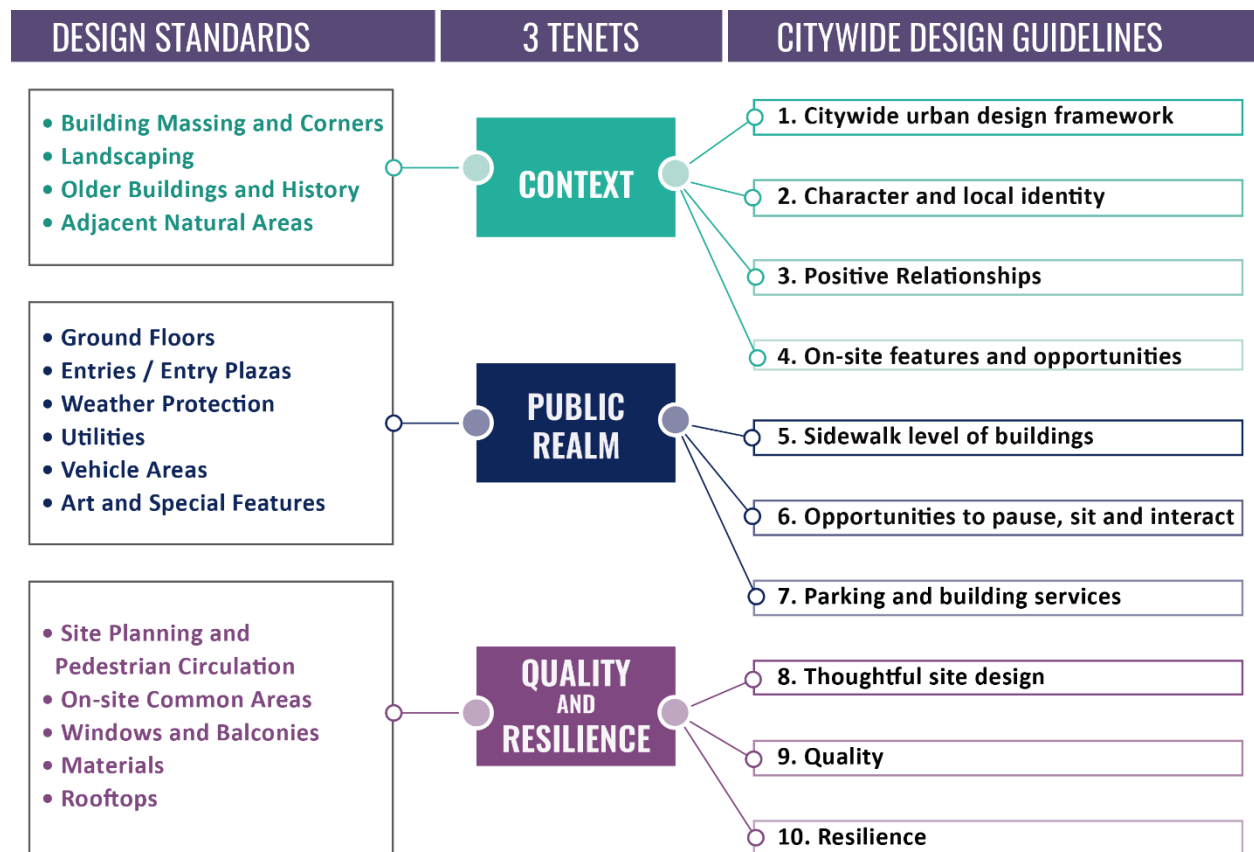 DESIGN STANDARDS
3 TENETS
CITYWIDE DESIGN GUIDELINES
• Building Massing and Corners
• Landscaping
• Older Buildings and History
• Adjacent Natural Areas
CONTEXT
1. Citywide urban design framework
2. Character and local identity
3. Positive Relationships
4. On-site features and opportunities
• Ground Floors
• Entries / Entry Plazas
• Weather Protection
• Utilities
• Vehicle Areas
• Art and Special Features
PUBLIC
REALM
5. Sidewalk level of buildings
6. Opportunities to pause, sit and interact
7. Parking and building services
• Site Planning and
Pedestrian Circulation
• On-site Common Areas
• Windows and Balconies
• Materials
• Rooftops
QUALITY
AND
RESILIENCE
8. Thoughtful site design
9. Quality
10. Resilience